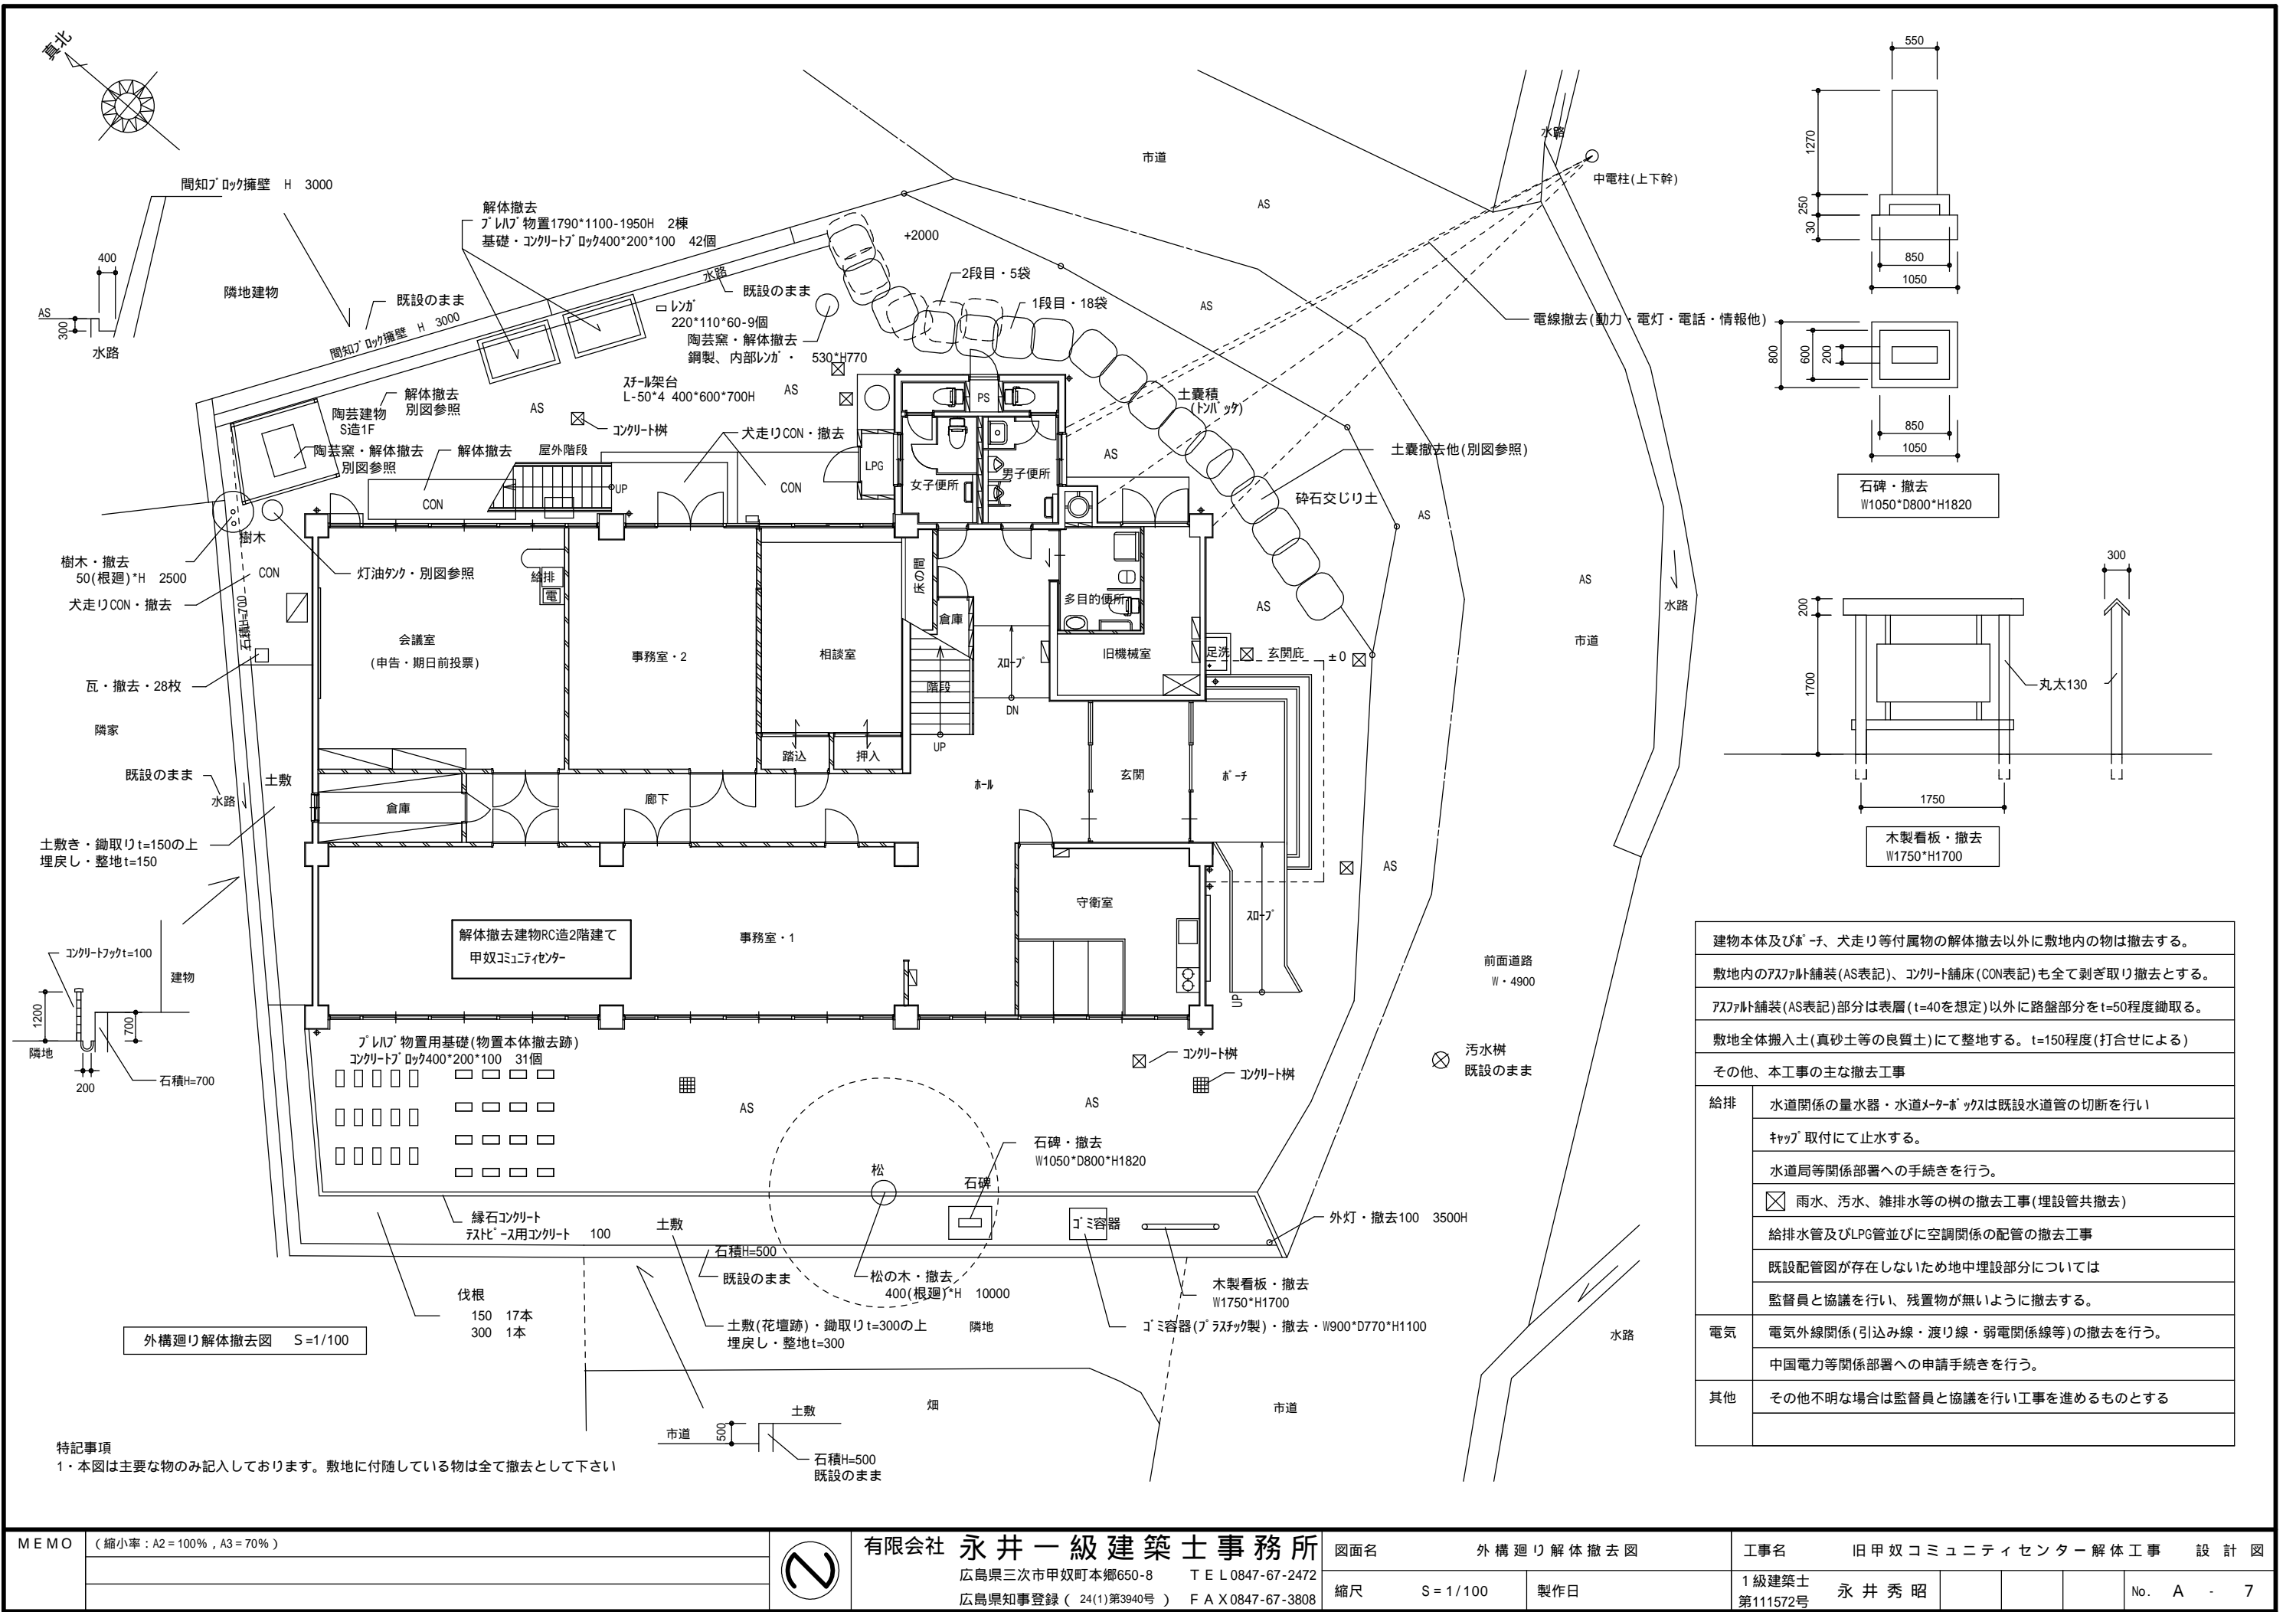 真北
間知ﾌﾞﾛｯｸ擁壁 H 3000
400
AS
300
水路
隣地建物
既設のまま
間知ﾌﾞﾛｯｸ擁壁 H 3000
解体撤去
ﾌﾟﾚﾊﾌﾞ物置1790*1100-1950H 2棟
基礎・ｺﾝｸﾘｰﾄﾌﾞﾛｯｸ400*200*100 42個
水路
既設のまま
ﾚﾝｶﾞ
220*110*60-9個
陶芸窯・解体撤去
鋼製、内部ﾚﾝｶﾞ・ 530*H770
ｽﾁｰﾙ架台
L-50*4 400*600*700H
AS
+2000
2段目・5袋
1段目・18袋
市道
AS
AS
水路
中電柱(上下幹)
電線撤去(動力・電灯・電話・情報他)
土嚢積
(ﾄﾝﾊﾞｯｸ)
土嚢撤去他(別図参照)
砕石交じり土
AS
AS
AS
AS
市道
水路
解体撤去
別図参照
陶芸建物
S造1F
陶芸窯・解体撤去
別図参照
解体撤去
AS
ｺﾝｸﾘｰﾄ桝
屋外階段
犬走りCON・撤去
UP
CON
CON
LPG
PS
女子便所
男子便所
樹木
樹木・撤去
50(根廻)*H 2500
CON
灯油ﾀﾝｸ・別図参照
犬走りCON・撤去
石積H=700
瓦・撤去・28枚
隣家
既設のまま
水路
土敷
土敷き・鋤取りt=150の上
埋戻し・整地t=150
給排
電
会議室
(申告・期日前投票)
事務室・2
相談室
床の間
倉庫
階段
UP
ｽﾛｰﾌﾟ
DN
多目的便所
旧機械室
足洗
玄関庇
±0
踏込
押入
倉庫
廊下
ﾎｰﾙ
玄関
ﾎﾟｰﾁ
AS
解体撤去建物RC造2階建て
甲奴ｺﾐｭﾆﾃｨｾﾝﾀｰ
事務室・1
守衛室
ｽﾛｰﾌﾟ
UP
前面道路
W・4900
ｺﾝｸﾘｰﾄﾌｯｸt=100
建物
1200
700
隣地
200
石積H=700
ﾌﾟﾚﾊﾌﾞ物置用基礎(物置本体撤去跡)
ｺﾝｸﾘｰﾄﾌﾞﾛｯｸ400*200*100 31個
AS
AS
ｺﾝｸﾘｰﾄ桝
ｺﾝｸﾘｰﾄ桝
汚水桝
既設のまま
石碑・撤去
W1050*D800*H1820
松
石碑
ｺﾞﾐ容器
縁石ｺﾝｸﾘｰﾄ
ﾃｽﾄﾋﾟｰｽ用ｺﾝｸﾘｰﾄ 100
土敷
石積H=500
既設のまま
松の木・撤去
400(根廻)*H 10000
外灯・撤去100 3500H
木製看板・撤去
W1750*H1700
ｺﾞﾐ容器(ﾌﾟﾗｽﾁｯｸ製)・撤去・W900*D770*H1100
土敷(花壇跡)・鋤取りt=300の上
埋戻し・整地t=300
隣地
伐根
150 17本
300 1本
外構廻り解体撤去図 S=1/100
畑
市道
水路
市道
500
土敷
石積H=500
既設のまま
特記事項
1・本図は主要な物のみ記入しております。敷地に付随している物は全て撤去として下さい
550
1270
250
30
850
1050
800
600
200
850
1050
石碑・撤去
W1050*D800*H1820
300
200
1700
丸太130
1750
木製看板・撤去
W1750*H1700
建物本体及びﾎﾟｰﾁ、犬走り等付属物の解体撤去以外に敷地内の物は撤去する。
敷地内のｱｽﾌｧﾙﾄ舗装(AS表記)、ｺﾝｸﾘｰﾄ舗床(CON表記)も全て剥ぎ取り撤去とする。
ｱｽﾌｧﾙﾄ舗装(AS表記)部分は表層(t=40を想定)以外に路盤部分をt=50程度鋤取る。
敷地全体搬入土(真砂土等の良質土)にて整地する。t=150程度(打合せによる)
その他、本工事の主な撤去工事
給排 水道関係の量水器・水道ﾒｰﾀｰﾎﾞｯｸｽは既設水道管の切断を行い
ｷｬｯﾌﾟ取付にて止水する。
水道局等関係部署への手続きを行う。
雨水、汚水、雑排水等の桝の撤去工事(埋設管共撤去)
給排水管及びLPG管並びに空調関係の配管の撤去工事
既設配管図が存在しないため地中埋設部分については
監督員と協議を行い、残置物が無いように撤去する。
電気 電気外線関係(引込み線・渡り線・弱電関係線等)の撤去を行う。
中国電力等関係部署への申請手続きを行う。
其他 その他不明な場合は監督員と協議を行い工事を進めるものとする
MEMO (縮小率：A2=100%，A3=70%)
有限会社 永井一級建築士事務所
広島県三次市甲奴町本郷650-8 TEL0847-67-2472
広島県知事登録( 24(1)第3940号 ) FAX0847-67-3808
図面名 外構廻り解体撤去図
縮尺 S=1/100 製作日
工事名 旧甲奴コミュニティセンター解体工事 設計図
1級建築士
第111572号
永井秀昭
No. A - 7